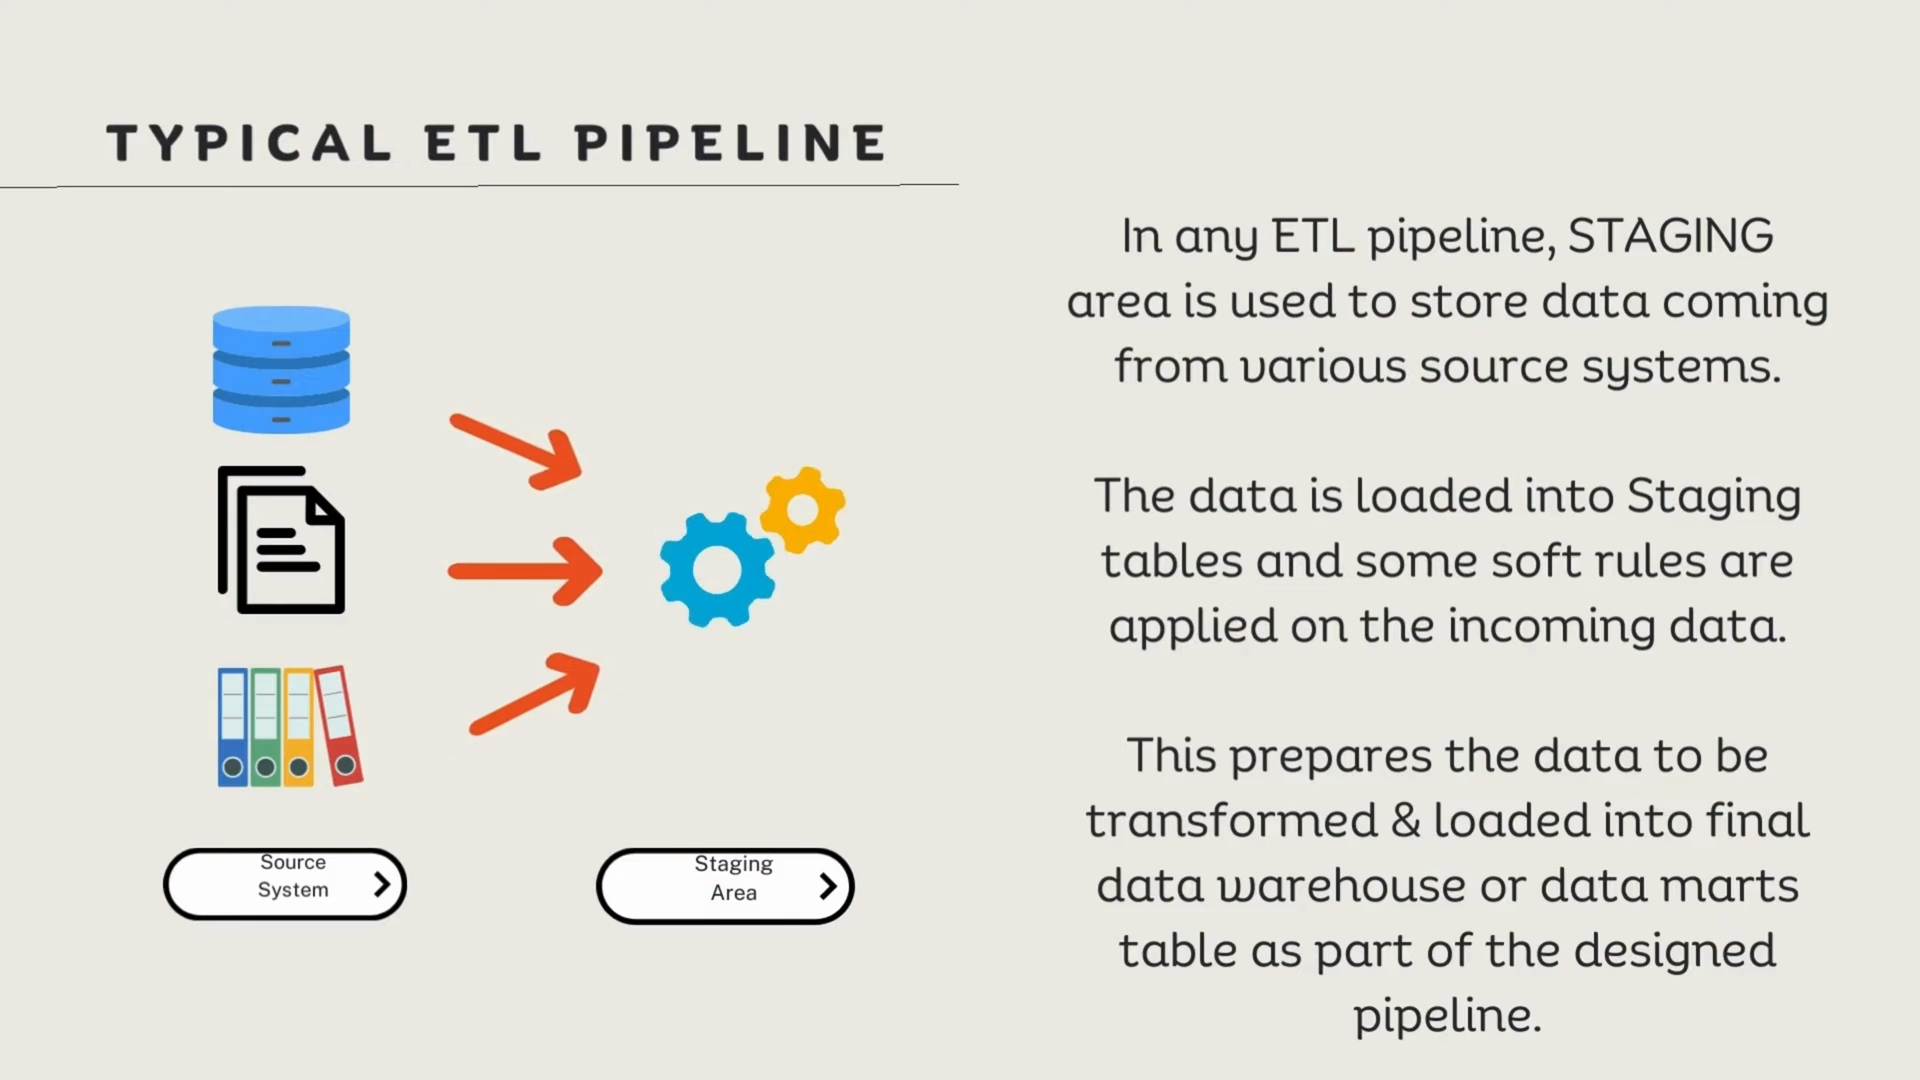 TYPICAL ETL PIPELINE
In any ETL pipeline, STAGING
area is used to store data coming
from various source systems.
The data is loaded into Staging
tables and some soft rules are
applied on the incoming data.
This prepares the data to be
transformed & loaded into final
data warehouse or data marts
table as part of the designed
pipeline.
Source
System
Staging
Area